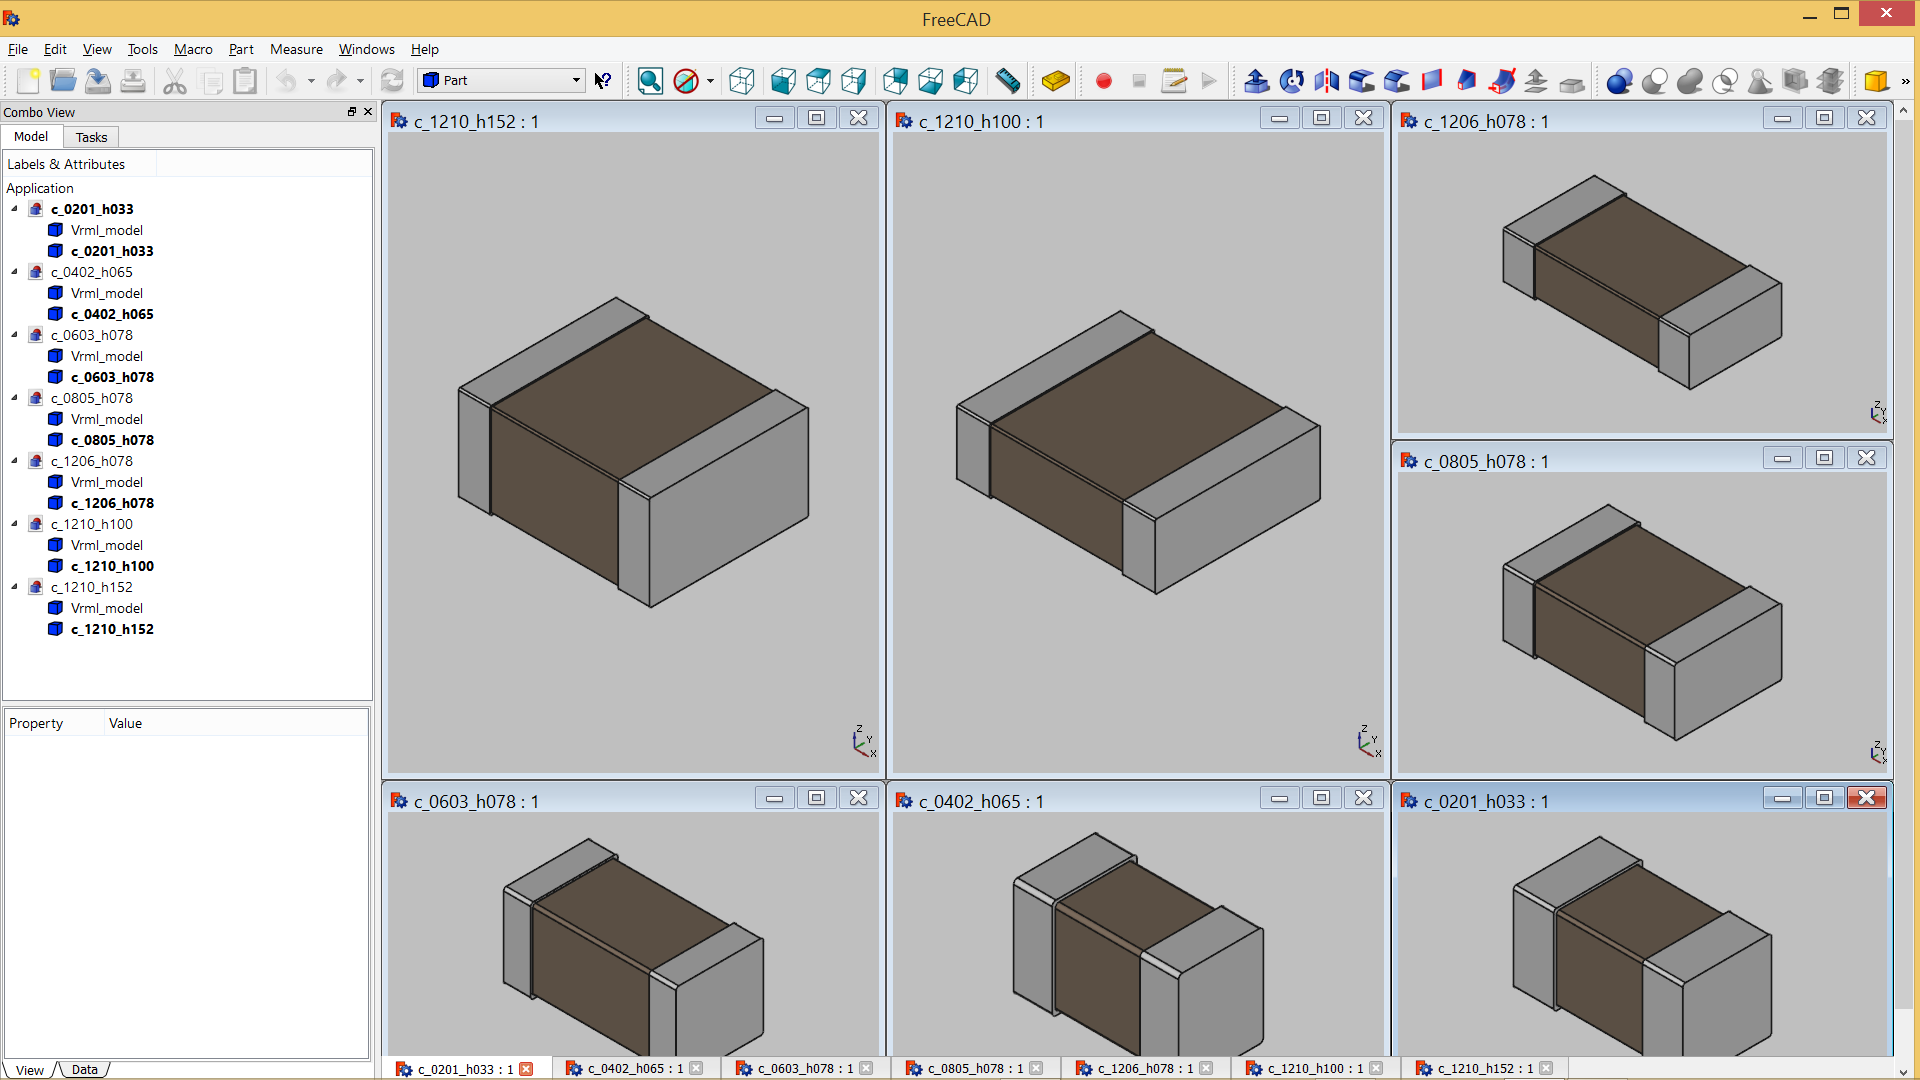 FreeCAD
File Edit View Tools Macro Part Measure Windows Help
Part
Combo View
Model Tasks
Labels & Attributes
Application
c_0201_h033
Vrml_model
c_0201_h033
c_0402_h065
Vrml_model
c_0402_h065
c_0603_h078
Vrml_model
c_0603_h078
c_0805_h078
Vrml_model
c_0805_h078
c_1206_h078
Vrml_model
c_1206_h078
c_1210_h100
Vrml_model
c_1210_h100
c_1210_h152
Vrml_model
c_1210_h152
Property Value
View Data
c_1210_h152 : 1
Z
Y
X
c_1210_h100 : 1
Z
Y
X
c_1206_h078 : 1
Z
Y
X
c_0805_h078 : 1
Z
Y
X
c_0603_h078 : 1
c_0402_h065 : 1
c_0201_h033 : 1
c_0201_h033 : 1 c_0402_h065 : 1 c_0603_h078 : 1 c_0805_h078 : 1 c_1206_h078 : 1 c_1210_h100 : 1 c_1210_h152 : 1